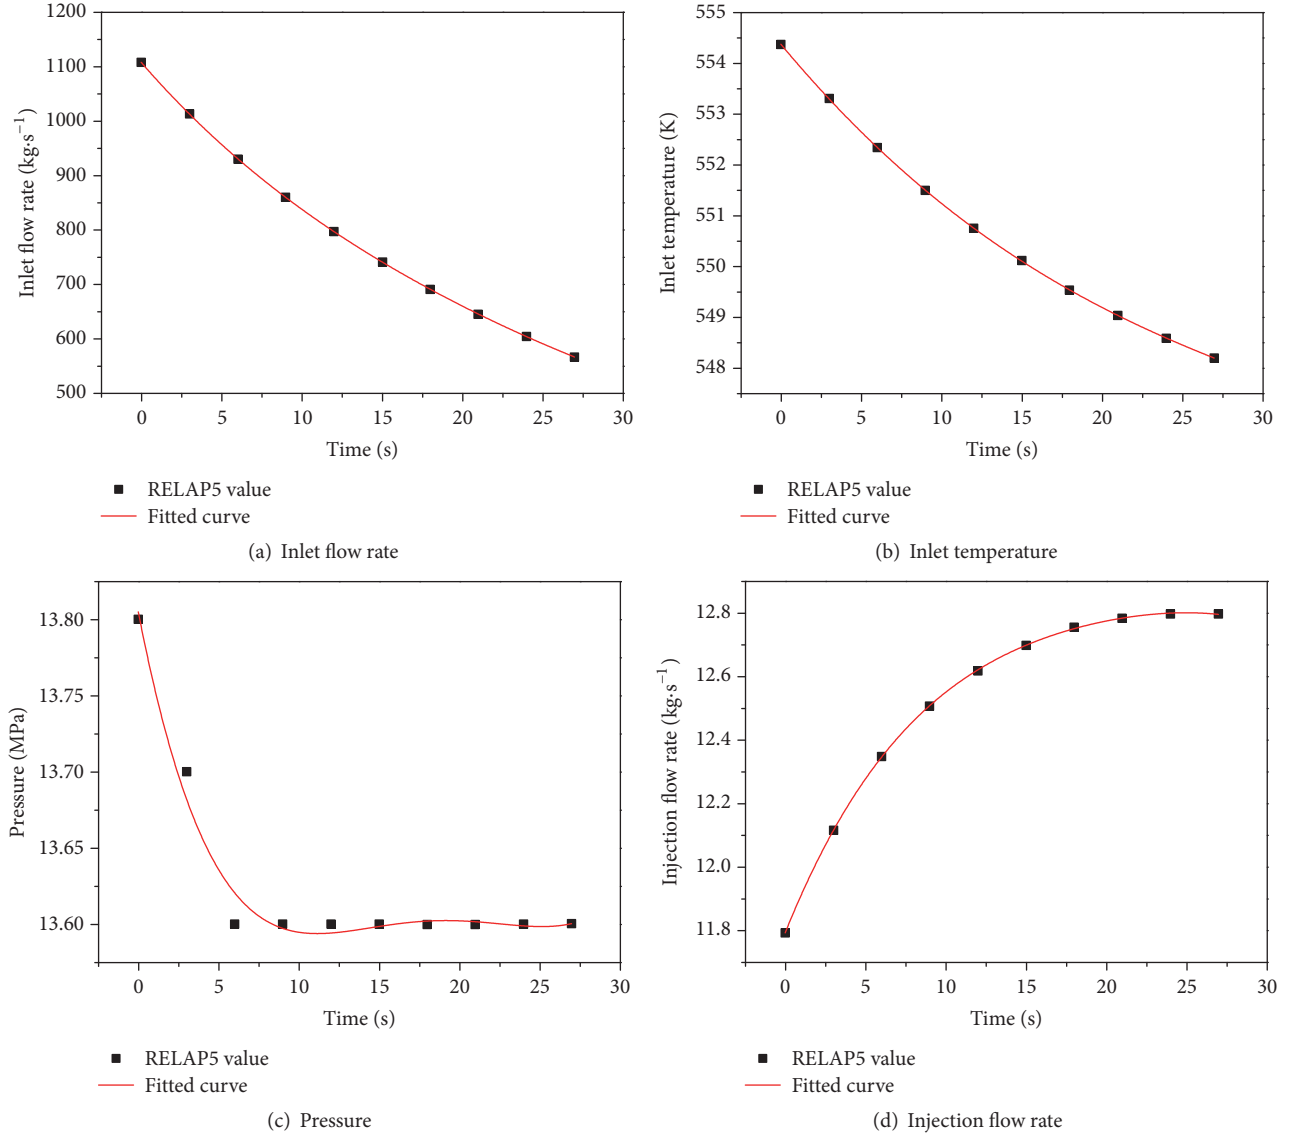 1200
1100
1000
900
800
700
600
500
Inlet flow rate (kg·s−1)
0 5 10 15 20 25 30
Time (s)
RELAP5 value
Fitted curve
(a) Inlet flow rate
555
554
553
552
551
550
549
548
Inlet temperature (K)
0 5 10 15 20 25 30
Time (s)
RELAP5 value
Fitted curve
(b) Inlet temperature
13.80
13.75
13.70
13.65
13.60
Pressure (MPa)
0 5 10 15 20 25 30
Time (s)
RELAP5 value
Fitted curve
(c) Pressure
12.8
12.6
12.4
12.2
12.0
11.8
Injection flow rate (kg·s−1)
0 5 10 15 20 25 30
Time (s)
RELAP5 value
Fitted curve
(d) Injection flow rate